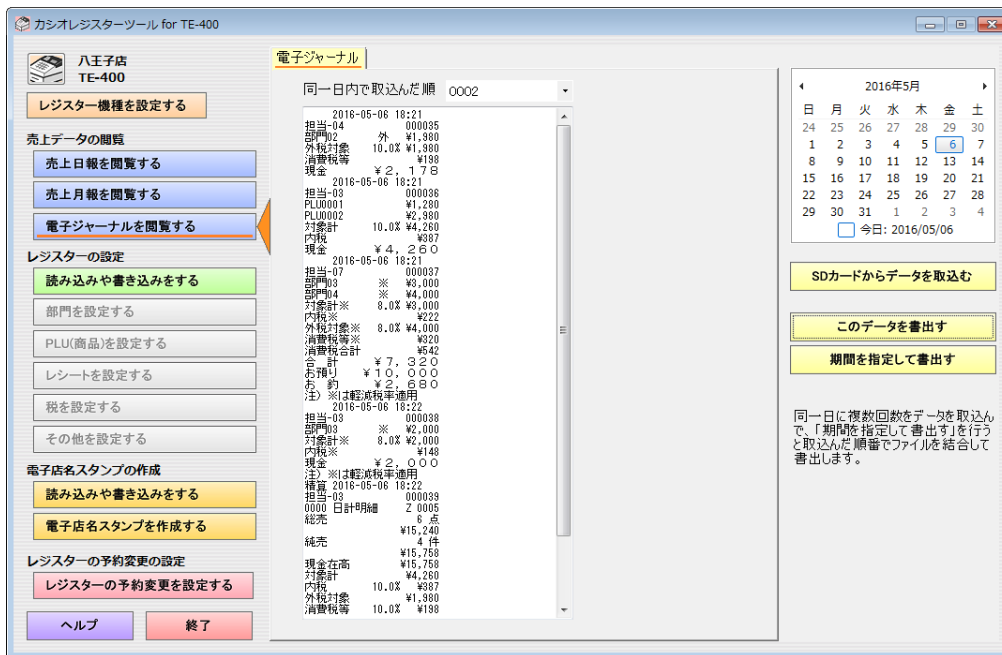 カシオレジスターツール for TE-400
八王子店
TE-400
レジスター機種を設定する
売上データの閲覧
売上日報を閲覧する
売上月報を閲覧する
電子ジャーナルを閲覧する
レジスターの設定
読み込みや書き込みをする
部門を設定する
PLU(商品)を設定する
レシートを設定する
税を設定する
その他を設定する
電子店名スタンプの作成
読み込みや書き込みをする
電子店名スタンプを作成する
レジスターの予約変更の設定
レジスターの予約変更を設定する
ヘルプ 終了
電子ジャーナル
同一日内で取込んだ順 0002
2016-05-06 18:21
担当-04 000035
部門02 外 ¥1,980
外税対象 10.0% ¥1,980
消費税等 ¥198
現金 ¥2,178
2016-05-06 18:21
担当-03 000036
PLU0001 ¥1,280
PLU0002 ¥2,980
対象計 10.0% ¥4,260
内税 ¥387
現金 ¥4,260
2016-05-06 18:21
担当-07 000037
部門03 ※ ¥3,000
部門04 ※ ¥4,000
対象計※ 8.0% ¥3,000
内税※ ¥222
外税対象※ 8.0% ¥4,000
消費税等※ ¥320
消費税合計 ¥542
合 計 ¥7,320
お預り ¥10,000
お 釣 ¥2,680
注) ※は軽減税率適用
2016-05-06 18:22
担当-03 000038
部門03 ※ ¥2,000
対象計※ 8.0% ¥2,000
内税※ ¥148
現金 ¥2,000
注) ※は軽減税率適用
精算 2016-05-06 18:22
担当-03 000039
0000 日計明細 Z 0005
総売 6 点
¥15,240
純売 4 件
¥15,758
現金在高 ¥15,758
対象計 ¥4,260
内税 10.0% ¥387
外税対象 ¥1,980
消費税等 10.0% ¥198
2016年5月
日 月 火 水 木 金 土
24 25 26 27 28 29 30
1 2 3 4 5 6 7
8 9 10 11 12 13 14
15 16 17 18 19 20 21
22 23 24 25 26 27 28
29 30 31 1 2 3 4
今日: 2016/05/06
SDカードからデータを取込む
このデータを書出す
期間を指定して書出す
同一日に複数回数をデータを取込ん
で、「期間を指定して書出す」を行う
と取込んだ順番でファイルを結合して
書出します。